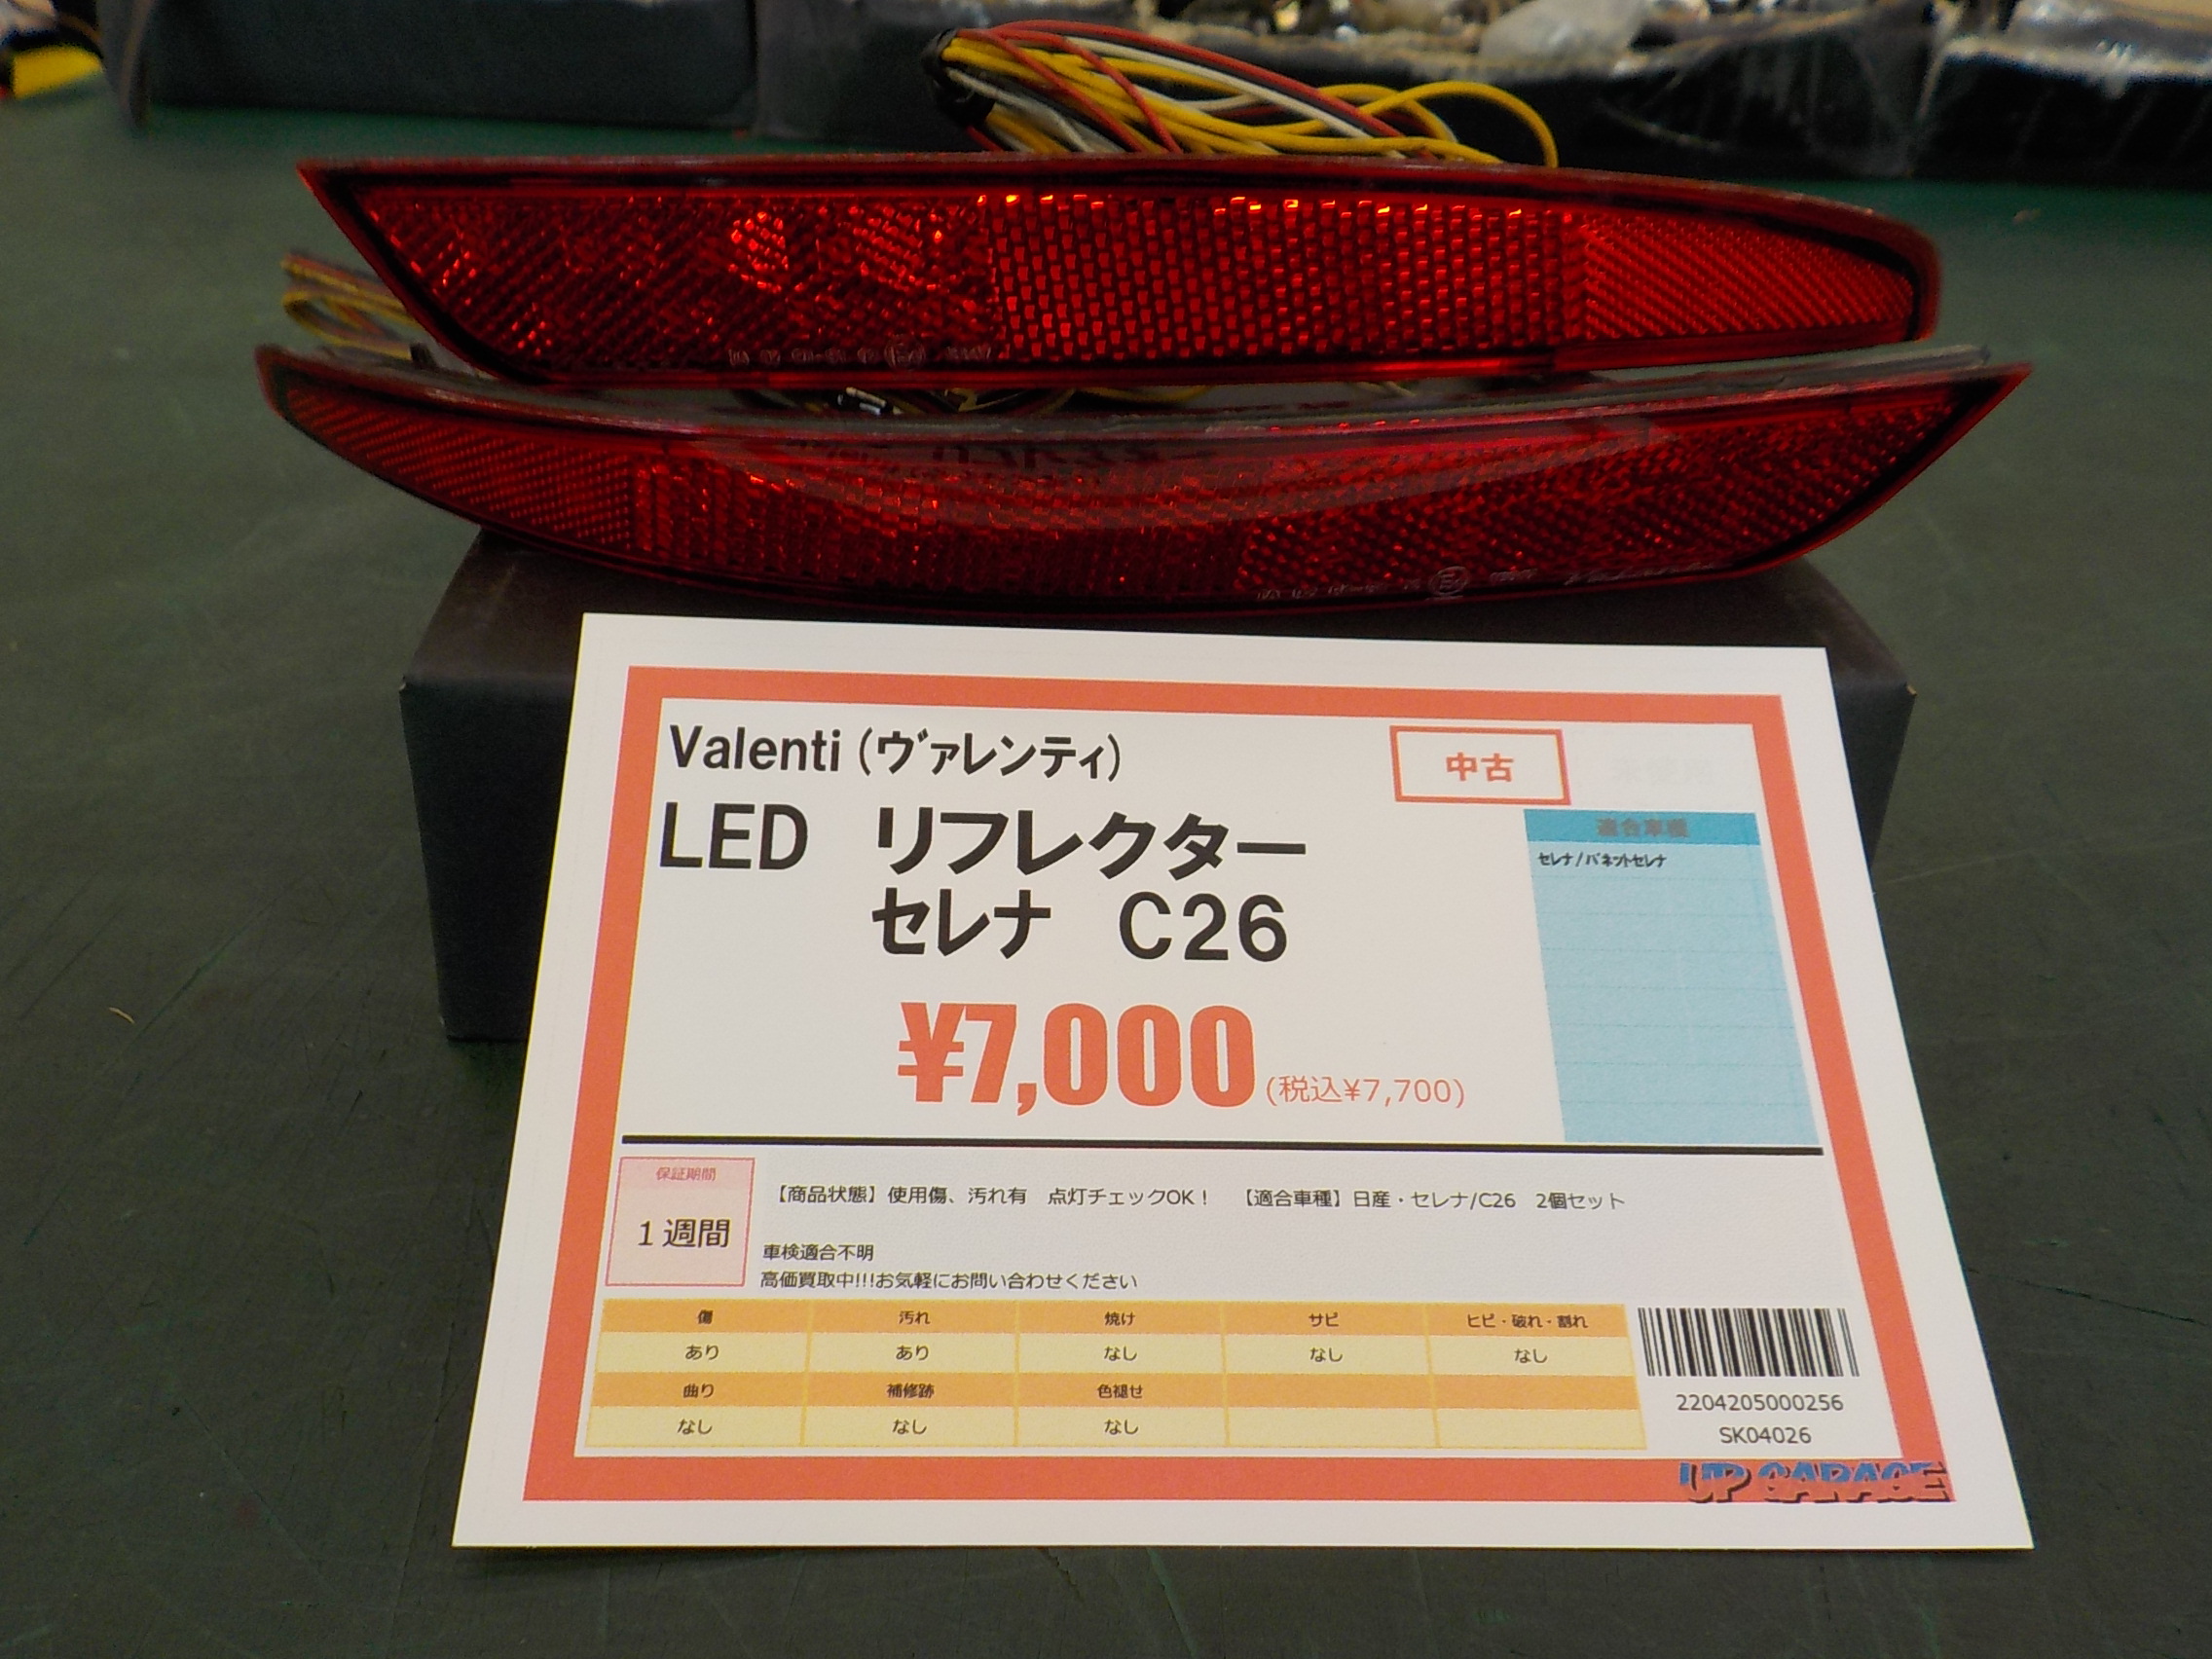 Valenti (ヴァレンティ)
中古
LED リフレクター
適合車種
セレナ/バネットセレナ
セレナ C26
¥7,000 (税込¥7,700)
保証期間
1週間
【商品状態】使用傷、汚れ有 点灯チェックOK! 【適合車種】日産・セレナ/C26 2個セット
車検適合不明
高価買取中!!!お気軽にお問い合わせください
傷 汚れ 焼け サビ ヒビ・破れ・割れ
あり あり なし なし なし
曲り 補修跡 色褪せ
なし なし なし
2204205000256
SK04026
UP GARAGE